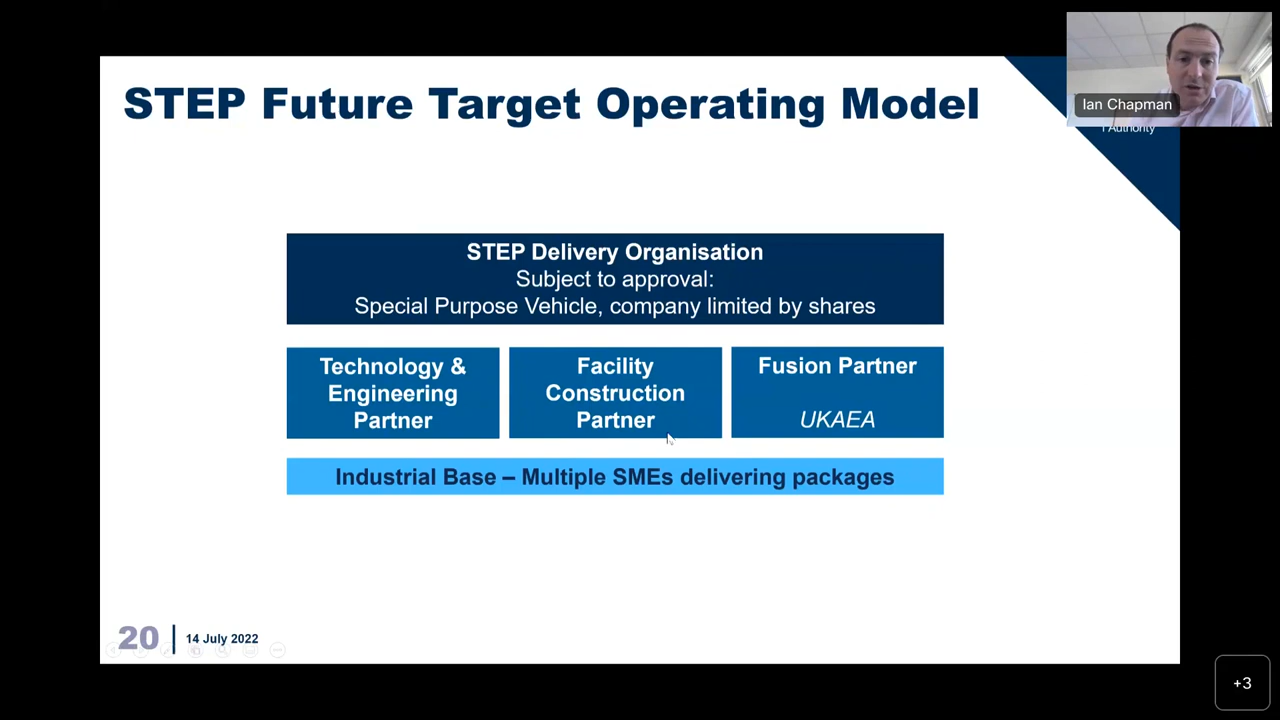 STEP Future Target Operating Model
Ian Chapman
Authority
STEP Delivery Organisation
Subject to approval:
Special Purpose Vehicle, company limited by shares
Technology &
Engineering
Partner
Facility
Construction
Partner
Fusion Partner
UKAEA
Industrial Base – Multiple SMEs delivering packages
20
14 July 2022
+3